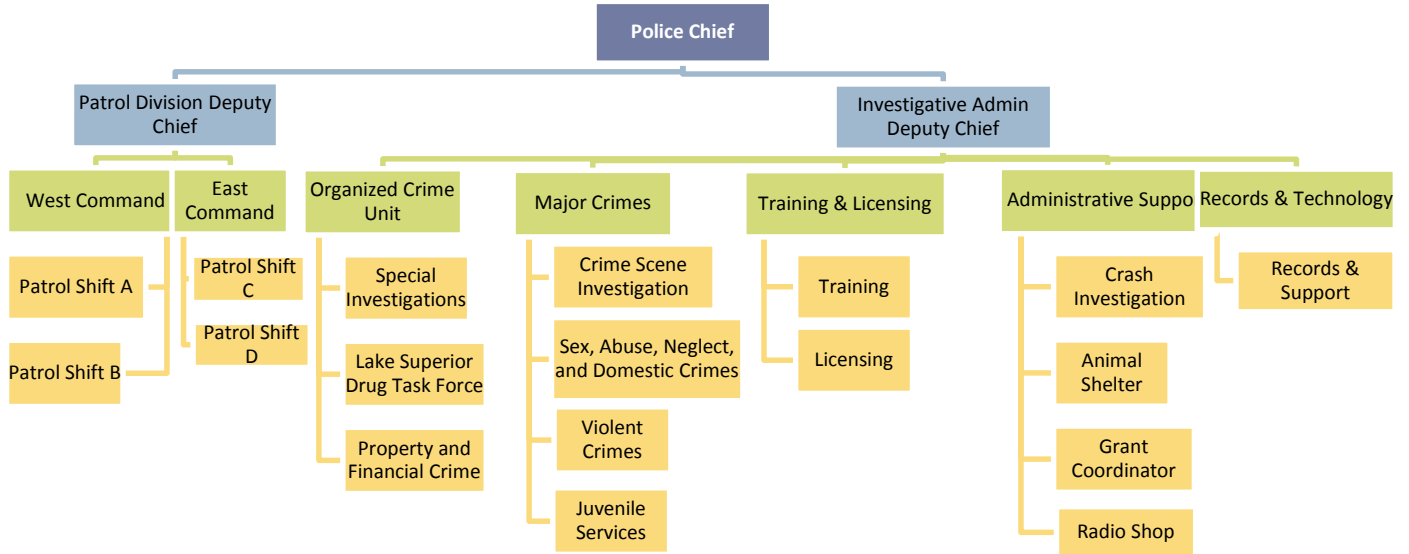 Police Chief
Patrol Division Deputy
Chief
Investigative Admin
Deputy Chief
West Command
East
Command
Organized Crime
Unit
Major Crimes
Training & Licensing
Administrative Suppo
Records & Technology
Patrol Shift A
Patrol Shift B
Patrol Shift
C
Patrol Shift
D
Special
Investigations
Lake Superior
Drug Task Force
Property and
Financial Crime
Crime Scene
Investigation
Sex, Abuse, Neglect,
and Domestic Crimes
Violent
Crimes
Juvenile
Services
Training
Licensing
Crash
Investigation
Animal
Shelter
Grant
Coordinator
Radio Shop
Records &
Support